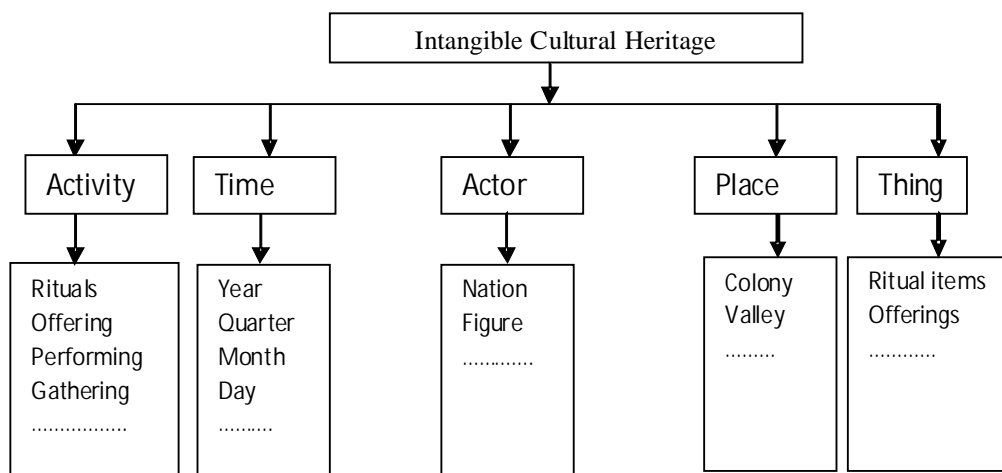 Intangible Cultural Heritage
Activity
Time
Actor
Place
Thing
Rituals
Offering
Performing
Gathering
.................
Year
Quarter
Month
Day
..........
Nation
Figure
.............
Colony
Valley
.........
Ritual items
Offerings
............